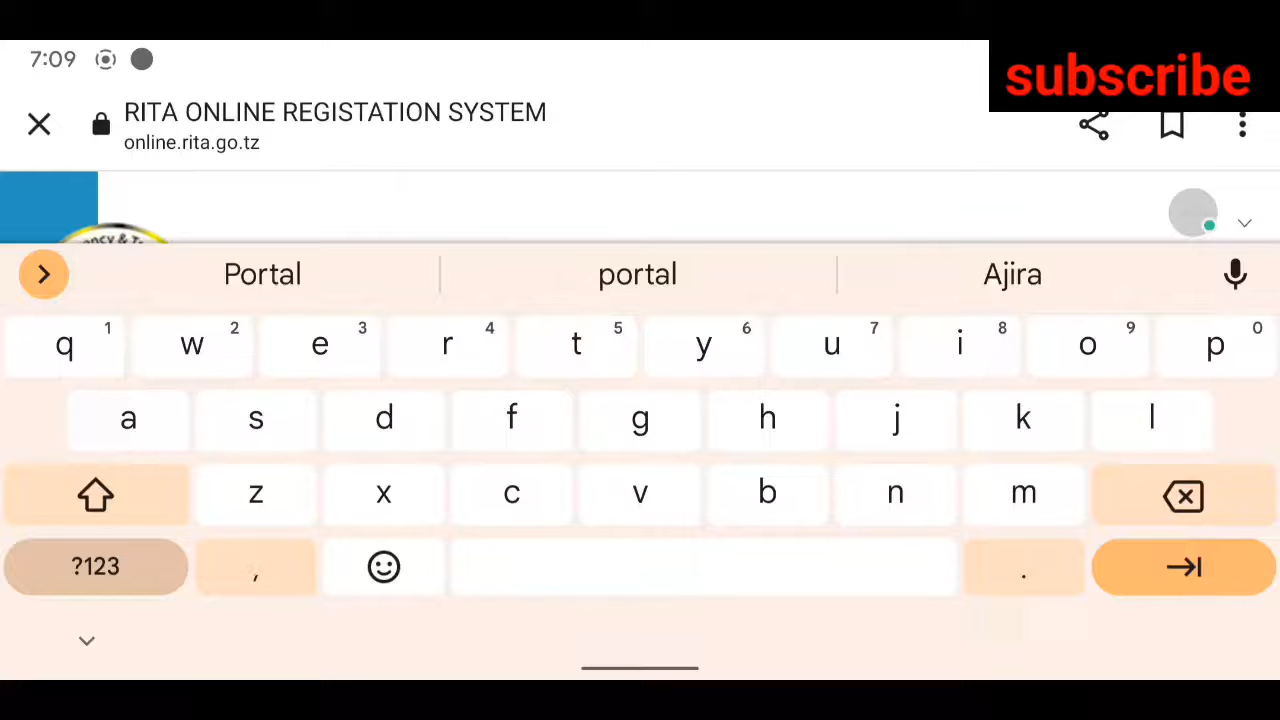 7:09
subscribe
RITA ONLINE REGISTATION SYSTEM
online.rita.go.tz
ncy & T
Portal portal Ajira
q 1 w 2 e 3 r 4 t 5 y 6 u 7 i 8 o 9 p 0
a s d f g h j k l
z x c v b n m
?123 , .